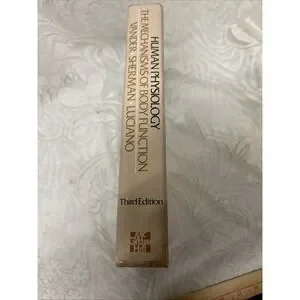 HUMAN PHYSIOLOGY
THE MECHANISMS OF BODY FUNCTION
VANDER SHERMAN LUCIANO
Third Edition